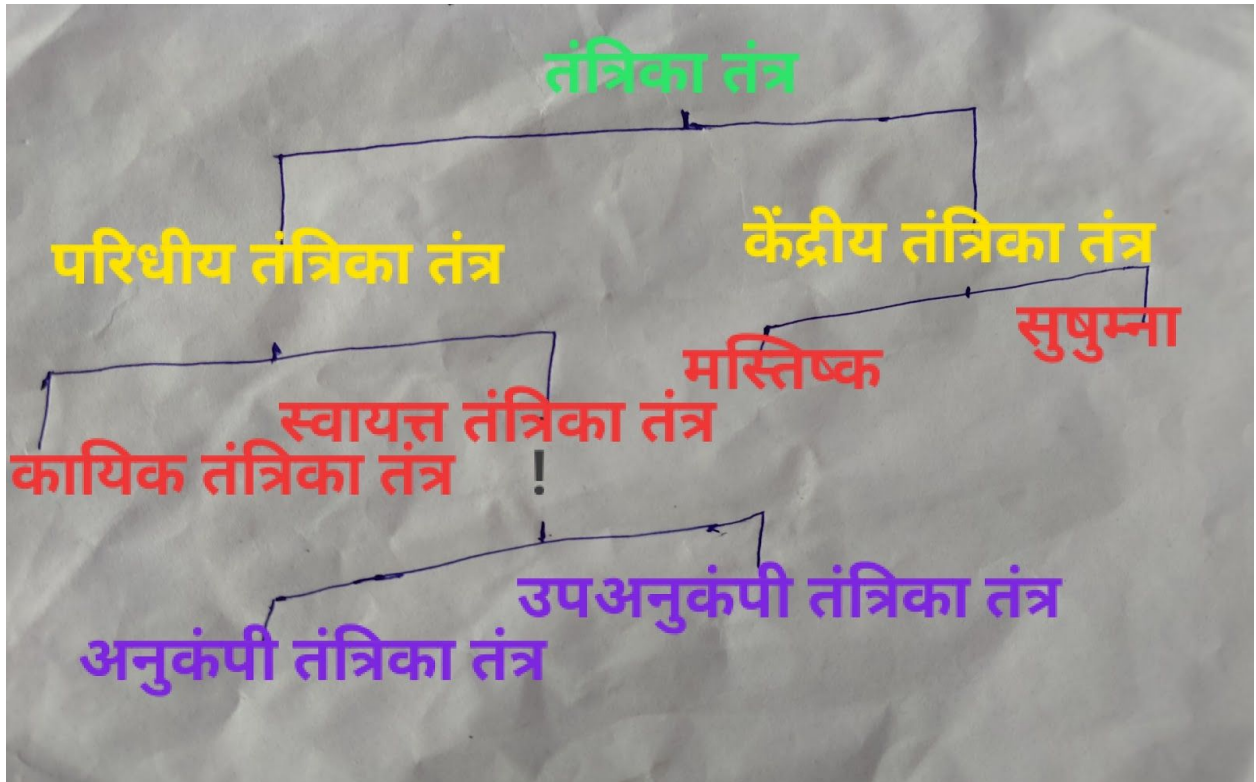 तंत्रिका तंत्र
परिधीय तंत्रिका तंत्र
केंद्रीय तंत्रिका तंत्र
मस्तिष्क
सुषुम्ना
स्वायत्त तंत्रिका तंत्र
कायिक तंत्रिका तंत्र
!
उपअनुकंपी तंत्रिका तंत्र
अनुकंपी तंत्रिका तंत्र